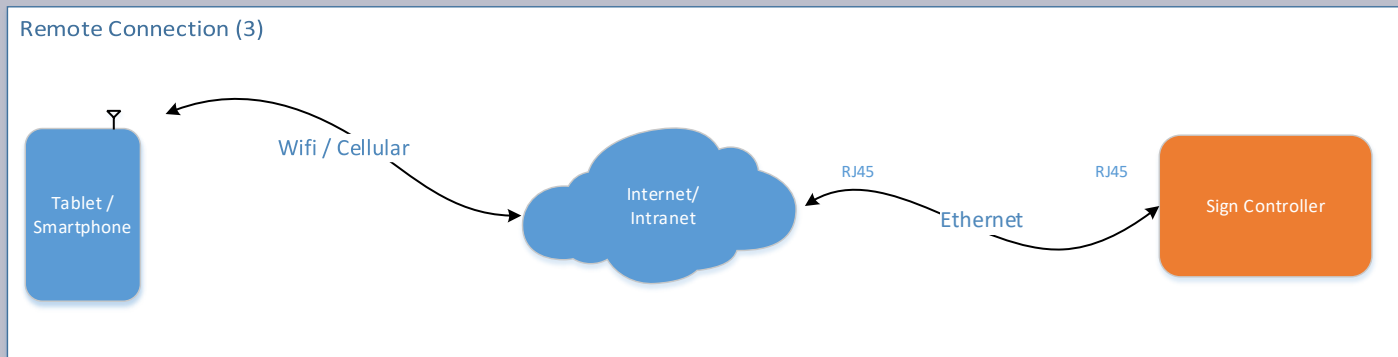 Remote Connection (3)
Wifi / Cellular
Tablet /
Smartphone
Internet/
Intranet
RJ45
RJ45
Ethernet
Sign Controller